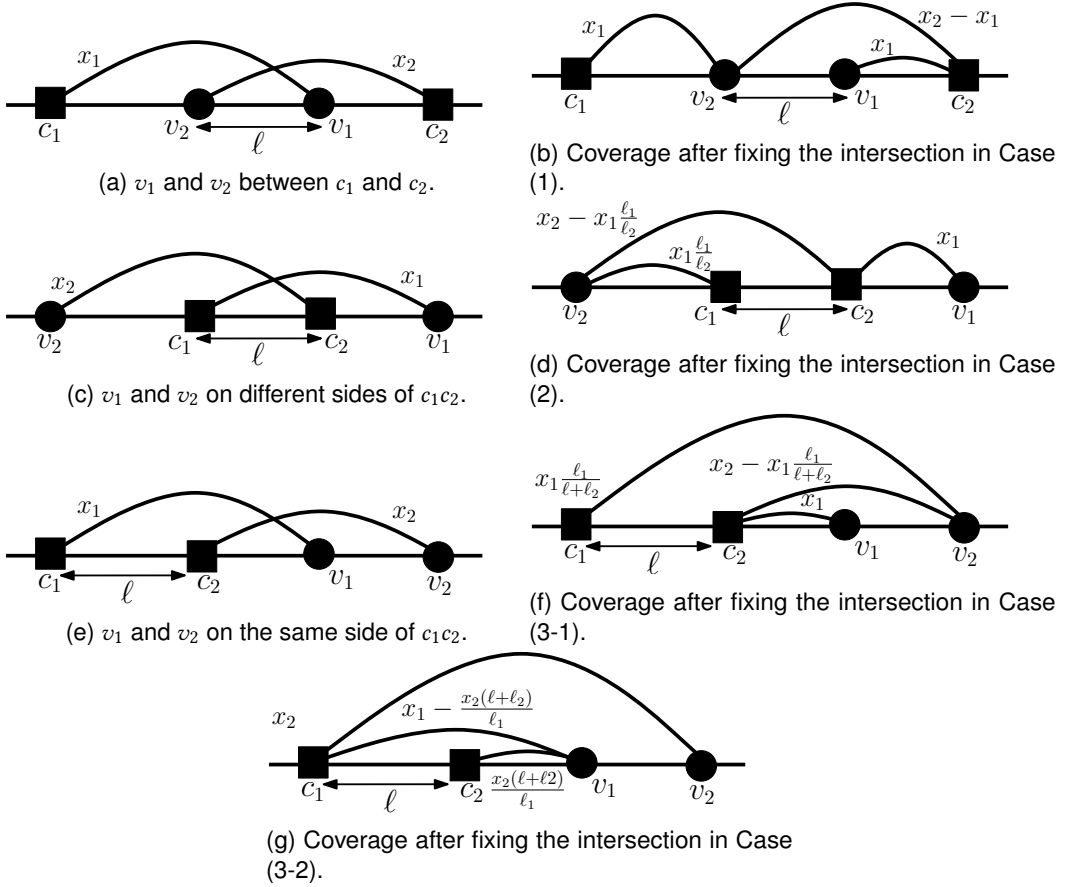 x₁ x₂
c₁ v₂ v₁ c₂
ℓ
(a) v₁ and v₂ between c₁ and c₂.
x₁ x₂ − x₁
x₁
c₁ v₂ v₁ c₂
ℓ
(b) Coverage after fixing the intersection in Case
(1).
x₂ x₁
v₂ c₁ c₂ v₁
ℓ
(c) v₁ and v₂ on different sides of c₁c₂.
x₂ − x₁ ℓ₁/ℓ₂
x₁ ℓ₁/ℓ₂ x₁
v₂ c₁ c₂ v₁
ℓ
(d) Coverage after fixing the intersection in Case
(2).
x₁ x₂
c₁ c₂ v₁ v₂
ℓ
(e) v₁ and v₂ on the same side of c₁c₂.
x₁ ℓ₁/(ℓ+ℓ₂) x₂ − x₁ ℓ₁/(ℓ+ℓ₂)
x₁
c₁ c₂ v₁ v₂
ℓ
(f) Coverage after fixing the intersection in Case
(3-1).
x₂ x₁ − x₂(ℓ+ℓ₂)/ℓ₁
c₁ c₂ x₂(ℓ+ℓ2)/ℓ₁ v₁ v₂
ℓ
(g) Coverage after fixing the intersection in Case
(3-2).